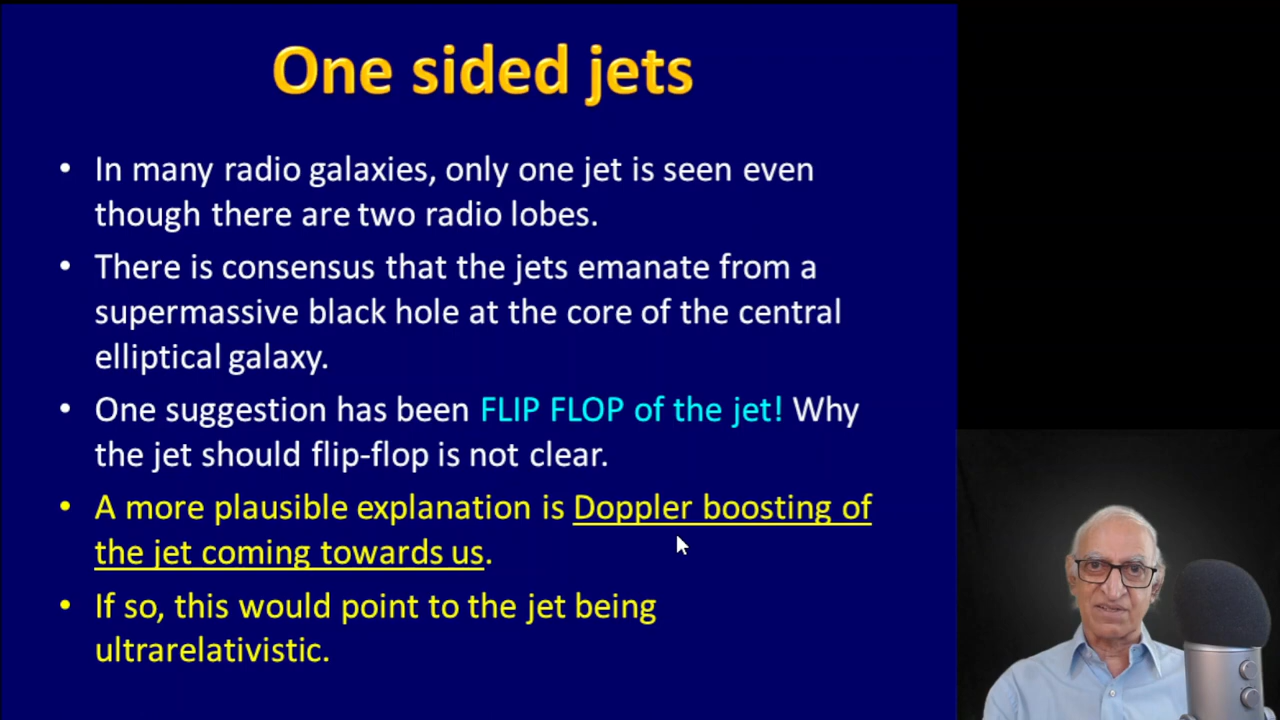 One sided jets
• In many radio galaxies, only one jet is seen even
though there are two radio lobes.
• There is consensus that the jets emanate from a
supermassive black hole at the core of the central
elliptical galaxy.
• One suggestion has been FLIP FLOP of the jet! Why
the jet should flip-flop is not clear.
• A more plausible explanation is Doppler boosting of
the jet coming towards us.
• If so, this would point to the jet being
ultrarelativistic.